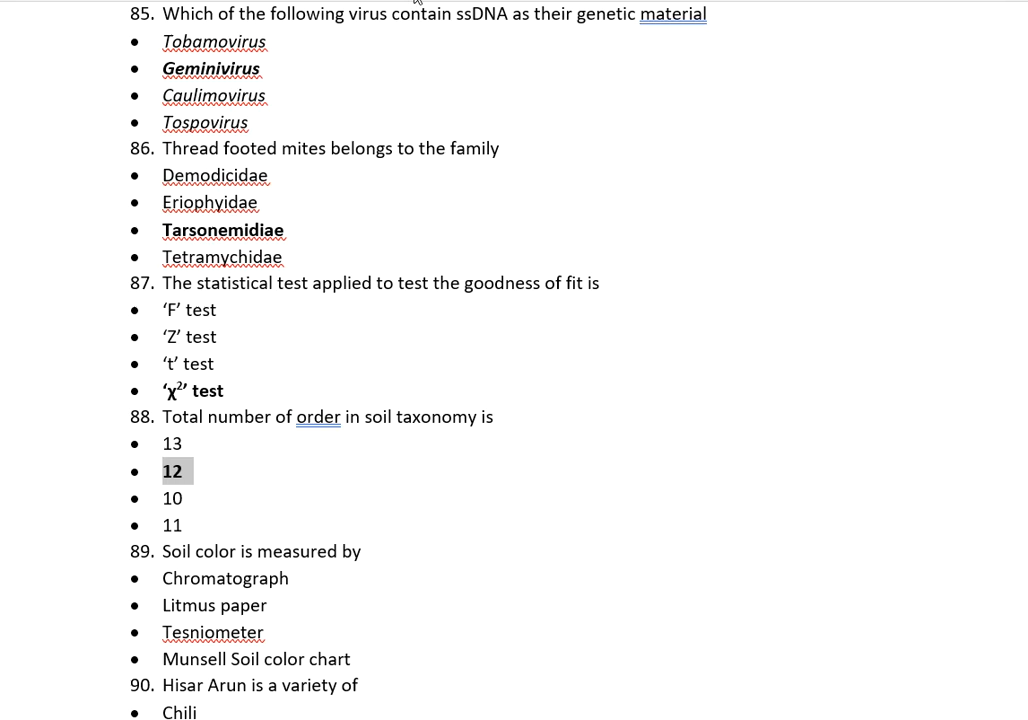 85. Which of the following virus contain ssDNA as their genetic material
• Tobamovirus
• Geminivirus
• Caulimovirus
• Tospovirus
86. Thread footed mites belongs to the family
• Demodicidae
• Eriophyidae
• Tarsonemidiae
• Tetramychidae
87. The statistical test applied to test the goodness of fit is
• ‘F’ test
• ‘Z’ test
• ‘t’ test
• ‘χ²’ test
88. Total number of order in soil taxonomy is
• 13
• 12
• 10
• 11
89. Soil color is measured by
• Chromatograph
• Litmus paper
• Tesniometer
• Munsell Soil color chart
90. Hisar Arun is a variety of
• Chili